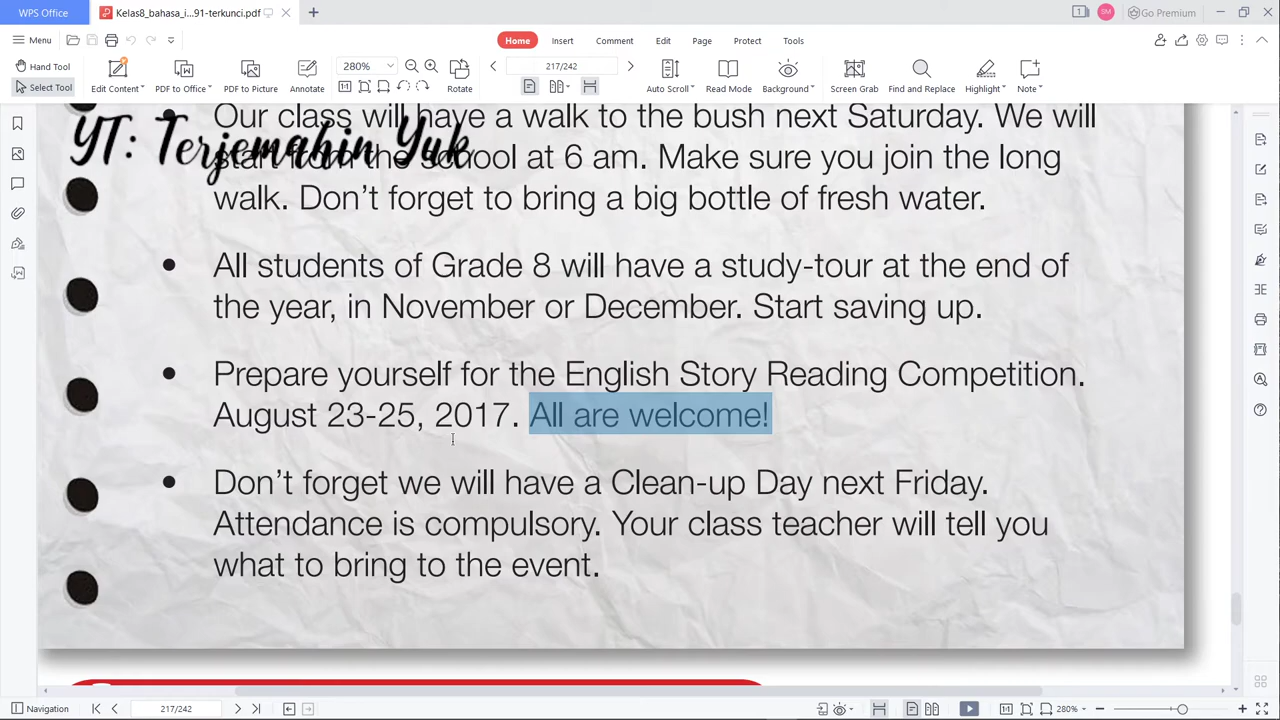 WPS Office
Kelas8_bahasa_i...91-terkunci.pdf
Go Premium
Menu
Home Insert Comment Edit Page Protect Tools
Hand Tool
Select Tool
Edit Content
PDF to Office
PDF to Picture
Annotate
280%
Rotate
217/242
Auto Scroll
Read Mode
Background
Screen Grab
Find and Replace
Highlight
Note
Our class will have a walk to the bush next Saturday. We will
YT: Terjemahin Yuk
start from the school at 6 am. Make sure you join the long
walk. Don't forget to bring a big bottle of fresh water.
• All students of Grade 8 will have a study-tour at the end of
the year, in November or December. Start saving up.
• Prepare yourself for the English Story Reading Competition.
August 23-25, 2017. All are welcome!
• Don't forget we will have a Clean-up Day next Friday.
Attendance is compulsory. Your class teacher will tell you
what to bring to the event.
Navigation
217/242
280%